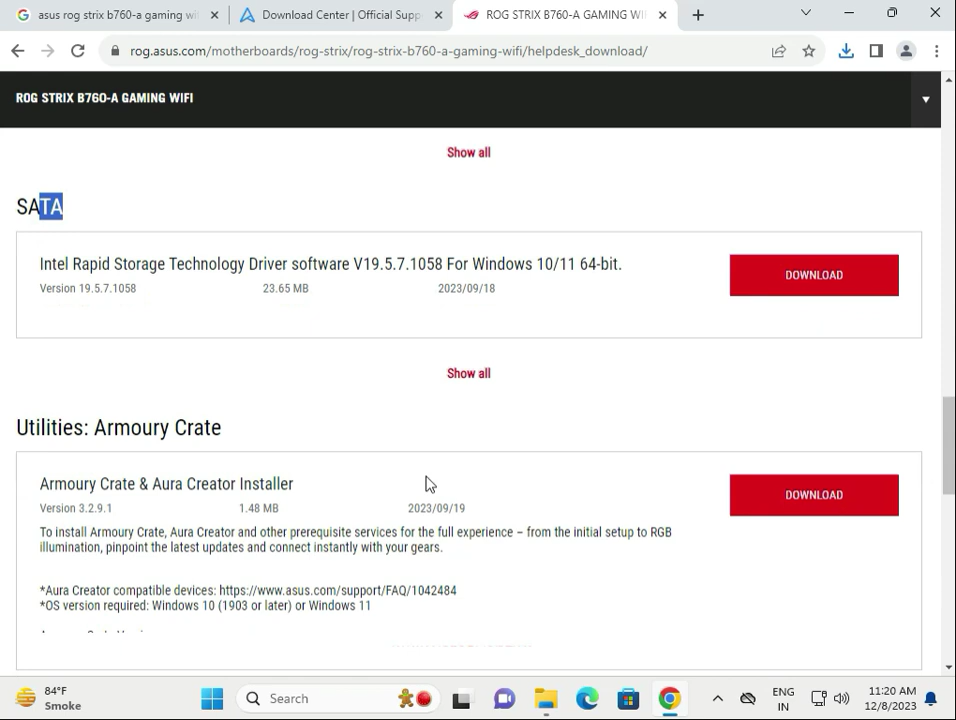 asus rog strix b760-a gaming wi
Download Center | Official Supp
ROG STRIX B760-A GAMING WI
rog.asus.com/motherboards/rog-strix/rog-strix-b760-a-gaming-wifi/helpdesk_download/
ROG STRIX B760-A GAMING WIFI
Show all
SATA
Intel Rapid Storage Technology Driver software V19.5.7.1058 For Windows 10/11 64-bit.
DOWNLOAD
Version 19.5.7.1058 23.65 MB 2023/09/18
Show all
Utilities: Armoury Crate
Armoury Crate & Aura Creator Installer
DOWNLOAD
Version 3.2.9.1 1.48 MB 2023/09/19
To install Armoury Crate, Aura Creator and other prerequisite services for the full experience – from the initial setup to RGB
illumination, pinpoint the latest updates and connect instantly with your gears.
*Aura Creator compatible devices: https://www.asus.com/support/FAQ/1042484
*OS version required: Windows 10 (1903 or later) or Windows 11
84°F
Smoke
Search
ENG
IN
11:20 AM
12/8/2023